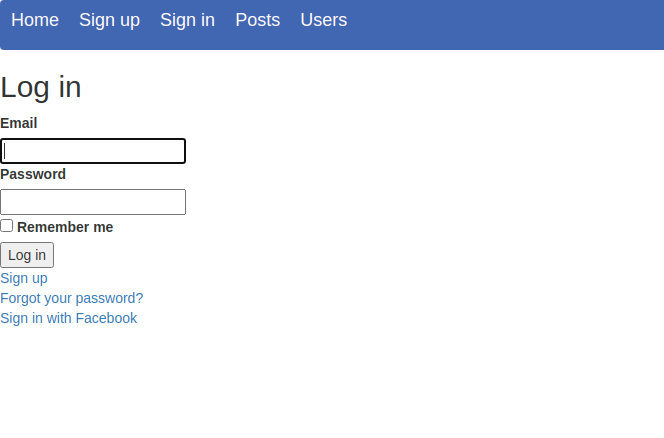 Home Sign up Sign in Posts Users
Log in
Email
Password
Remember me
Log in
Sign up
Forgot your password?
Sign in with Facebook